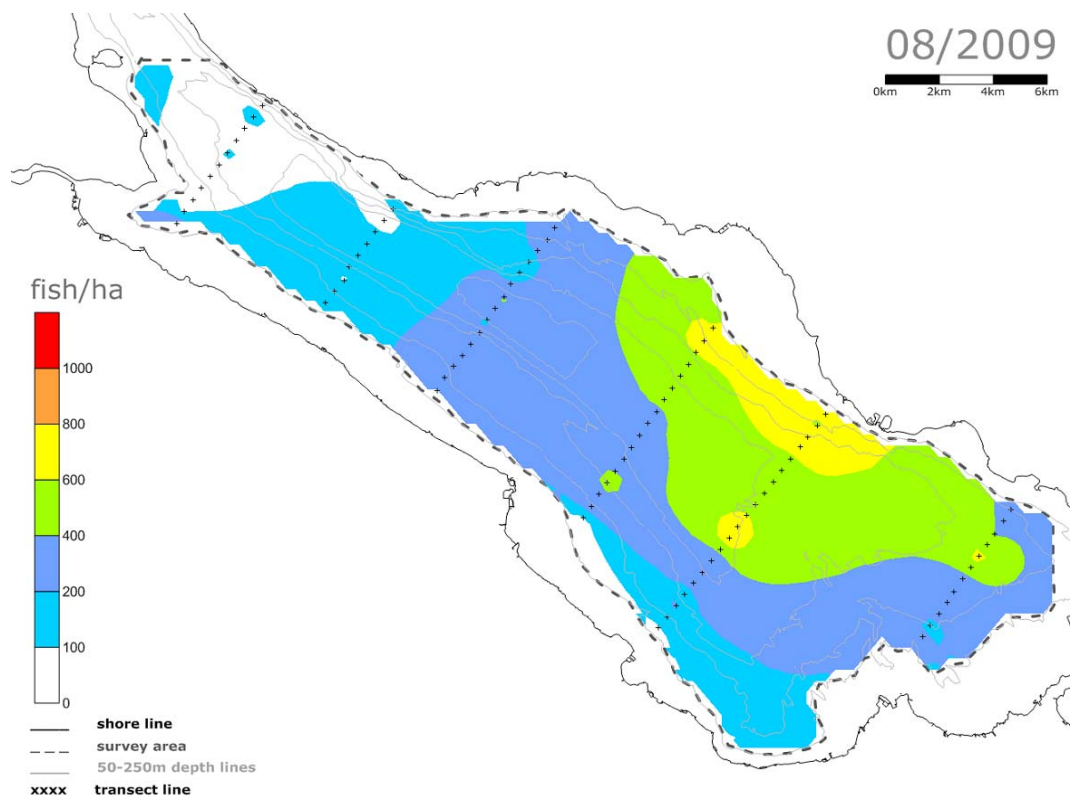 08/2009
0km 2km 4km 6km
fish/ha
1000
800
600
400
200
100
0
shore line
survey area
50-250m depth lines
xxxx transect line